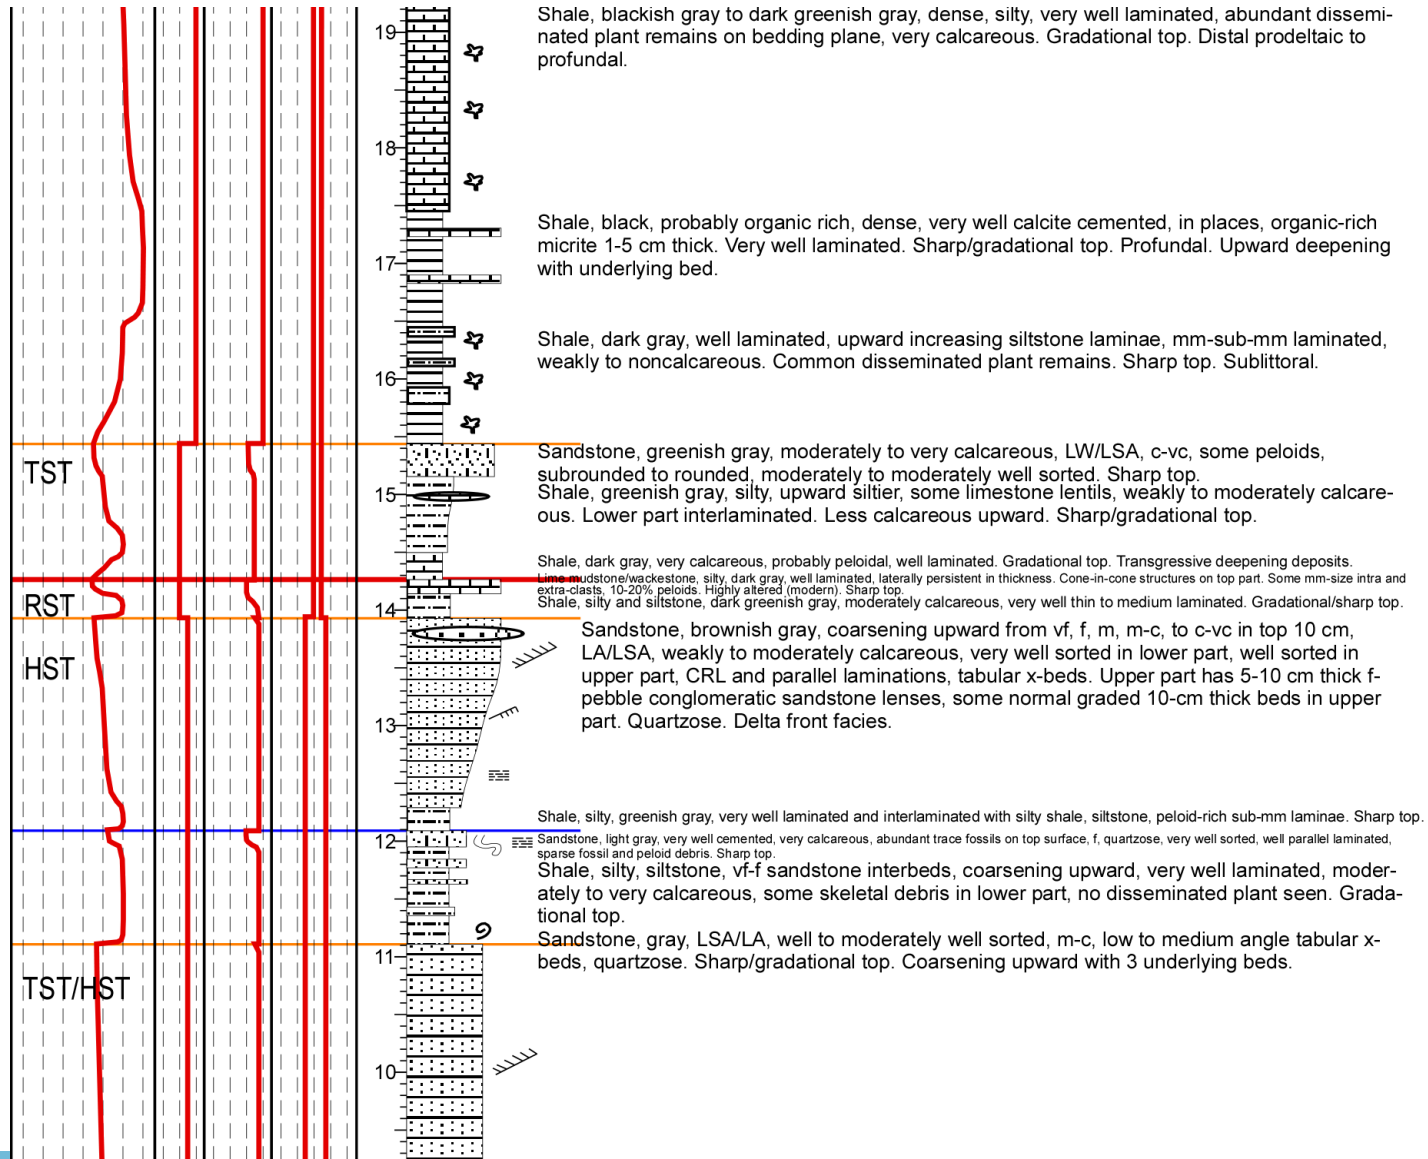 19
Shale, blackish gray to dark greenish gray, dense, silty, very well laminated, abundant dissemi-
nated plant remains on bedding plane, very calcareous. Gradational top. Distal prodeltaic to
profundal.
18
Shale, black, probably organic rich, dense, very well calcite cemented, in places, organic-rich
micrite 1-5 cm thick. Very well laminated. Sharp/gradational top. Profundal. Upward deepening
with underlying bed.
17
Shale, dark gray, well laminated, upward increasing siltstone laminae, mm-sub-mm laminated,
weakly to noncalcareous. Common disseminated plant remains. Sharp top. Sublittoral.
16
Sandstone, greenish gray, moderately to very calcareous, LW/LSA, c-vc, some peloids,
subrounded to rounded, moderately to moderately well sorted. Sharp top.
TST
15
Shale, greenish gray, silty, upward siltier, some limestone lentils, weakly to moderately calcare-
ous. Lower part interlaminated. Less calcareous upward. Sharp/gradational top.
Shale, dark gray, very calcareous, probably peloidal, well laminated. Gradational top. Transgressive deepening deposits.
Lime mudstone/wackestone, silty, dark gray, well laminated, laterally persistent in thickness. Cone-in-cone structures on top part. Some mm-size intra and
extra-clasts, 10-20% peloids. Highly altered (modern). Sharp top.
RST
14
Shale, silty and siltstone, dark greenish gray, moderately calcareous, very well thin to medium laminated. Gradational/sharp top.
Sandstone, brownish gray, coarsening upward from vf, f, m, m-c, to c-vc in top 10 cm,
LA/LSA, weakly to moderately calcareous, very well sorted in lower part, well sorted in
upper part, CRL and parallel laminations, tabular x-beds. Upper part has 5-10 cm thick f-
pebble conglomeratic sandstone lenses, some normal graded 10-cm thick beds in upper
part. Quartzose. Delta front facies.
HST
13
Shale, silty, greenish gray, very well laminated and interlaminated with silty shale, siltstone, peloid-rich sub-mm laminae. Sharp top.
12
Sandstone, light gray, very well cemented, very calcareous, abundant trace fossils on top surface, f, quartzose, very well sorted, well parallel laminated,
sparse fossil and peloid debris. Sharp top.
Shale, silty, siltstone, vf-f sandstone interbeds, coarsening upward, very well laminated, moder-
ately to very calcareous, some skeletal debris in lower part, no disseminated plant seen. Grada-
tional top.
11
Sandstone, gray, LSA/LA, well to moderately well sorted, m-c, low to medium angle tabular x-
beds, quartzose. Sharp/gradational top. Coarsening upward with 3 underlying beds.
TST/HST
10